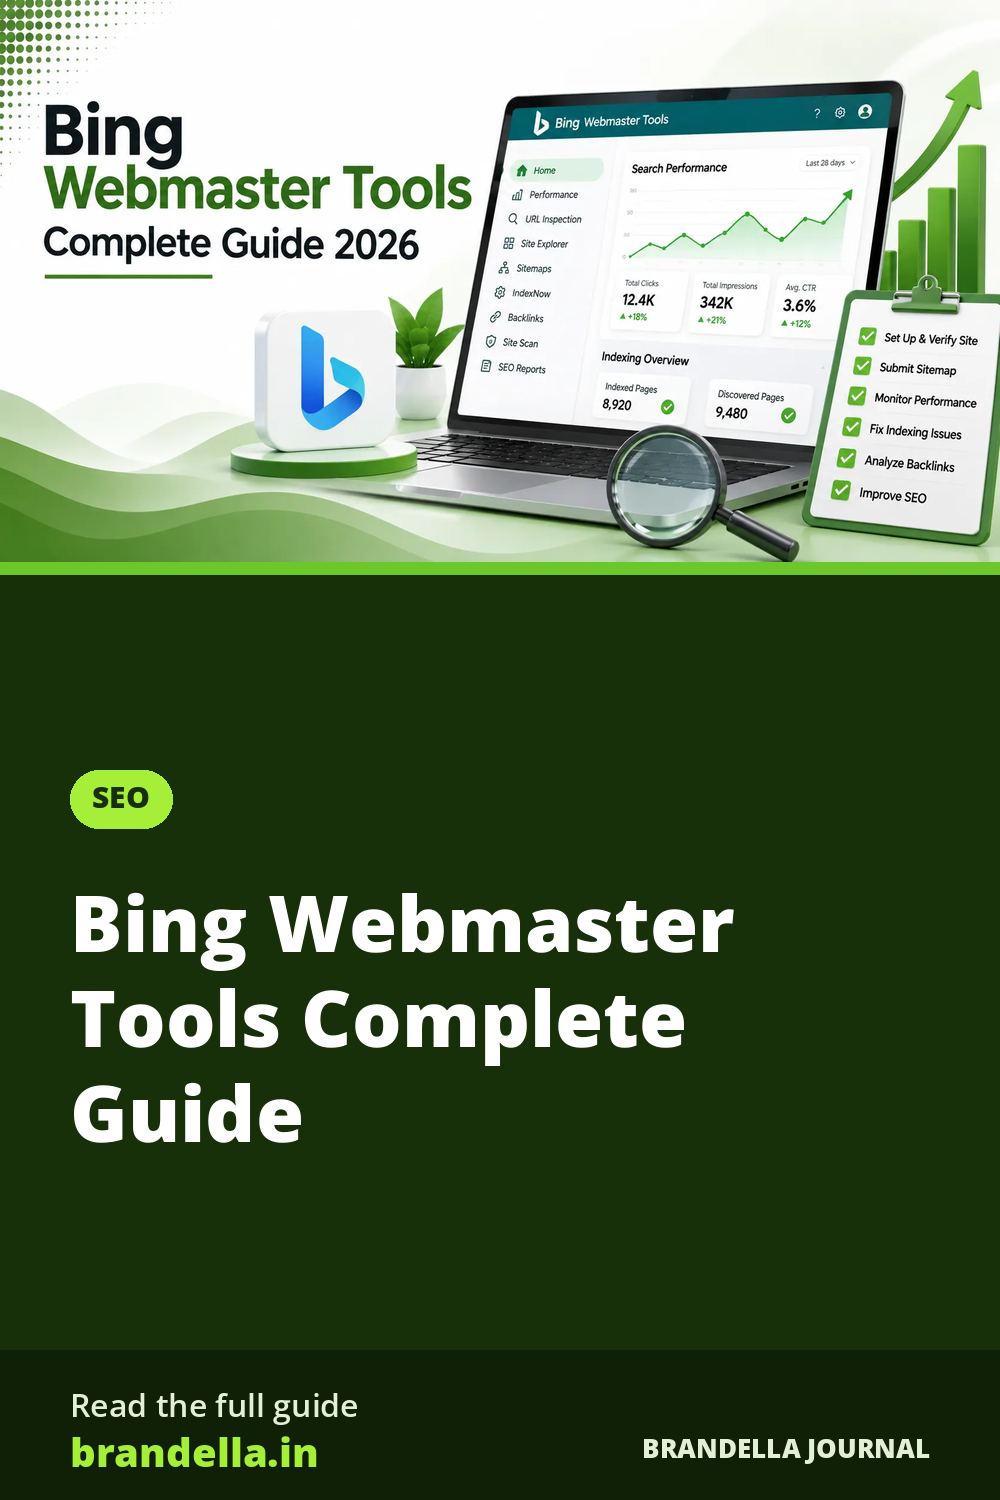 Bing
Webmaster Tools
Complete Guide 2026
Bing Webmaster Tools
?
Home
Performance
URL Inspection
Site Explorer
Sitemaps
IndexNow
Backlinks
Site Scan
SEO Reports
Search Performance
Last 28 days
Total Clicks
12.4K
+18%
Total Impressions
342K
+21%
Avg. CTR
3.6%
+12%
Indexing Overview
Indexed Pages
8,920
Discovered Pages
9,480
Set Up & Verify Site
Submit Sitemap
Monitor Performance
Fix Indexing Issues
Analyze Backlinks
Improve SEO
SEO
Bing Webmaster
Tools Complete
Guide
Read the full guide
brandella.in
BRANDELLA JOURNAL